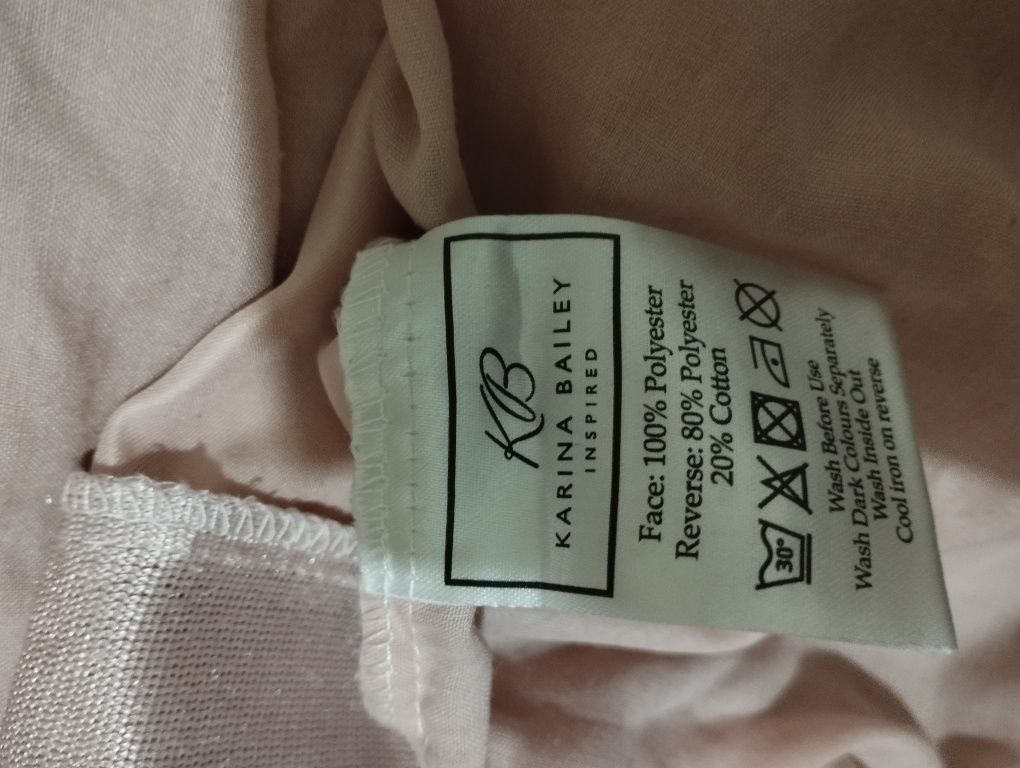 KB
KARINA BAILEY
INSPIRED
Face: 100% Polyester
Reverse: 80% Polyester
20% Cotton
30°
Wash Before Use
Wash Dark Colours Separately
Wash Inside Out
Cool iron on reverse